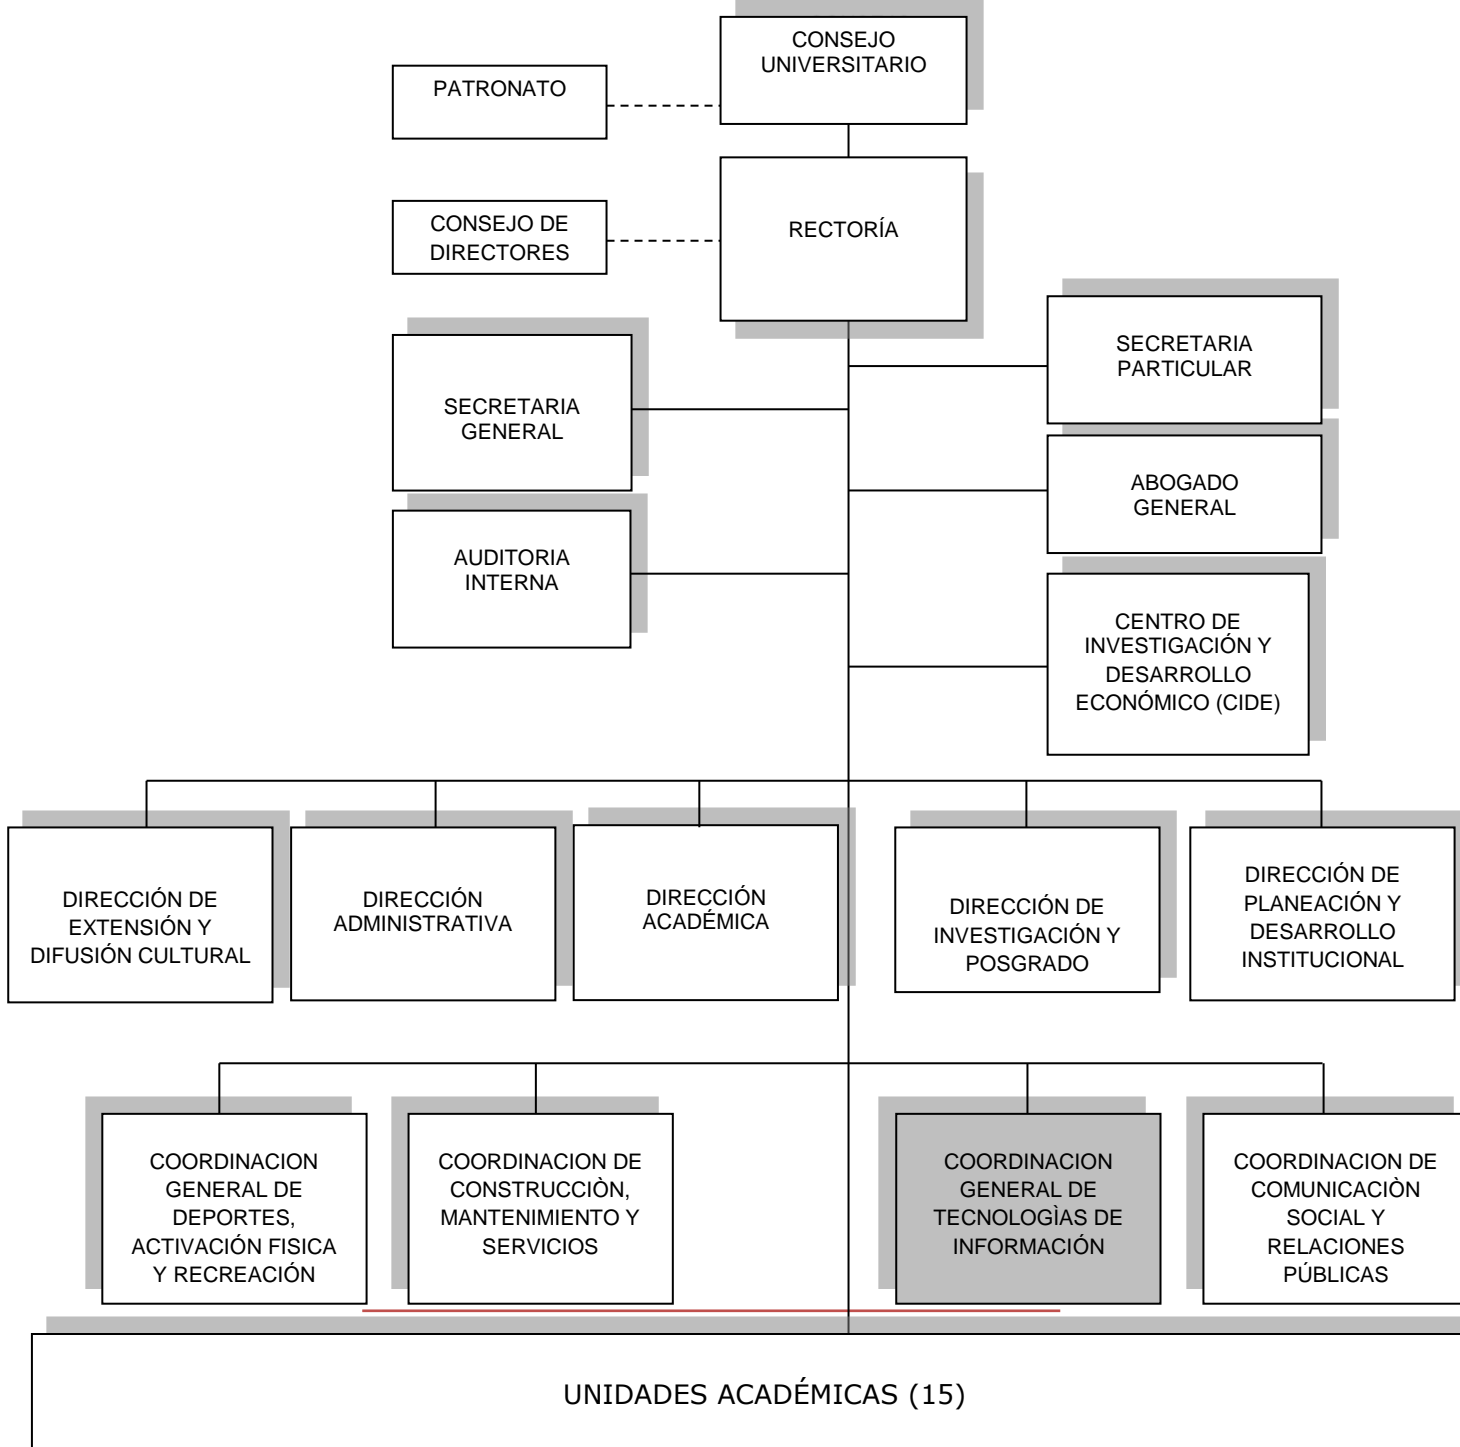 CONSEJO
UNIVERSITARIO
PATRONATO
CONSEJO DE
DIRECTORES
RECTORÍA
SECRETARIA
PARTICULAR
SECRETARIA
GENERAL
ABOGADO
GENERAL
AUDITORIA
INTERNA
CENTRO DE
INVESTIGACIÓN Y
DESARROLLO
ECONÓMICO (CIDE)
DIRECCIÓN DE
EXTENSIÓN Y
DIFUSIÓN CULTURAL
DIRECCIÓN
ADMINISTRATIVA
DIRECCIÓN
ACADÉMICA
DIRECCIÓN DE
INVESTIGACIÓN Y
POSGRADO
DIRECCIÓN DE
PLANEACIÓN Y
DESARROLLO
INSTITUCIONAL
COORDINACION
GENERAL DE
DEPORTES,
ACTIVACIÓN FISICA
Y RECREACIÓN
COORDINACION DE
CONSTRUCCIÒN,
MANTENIMIENTO Y
SERVICIOS
COORDINACION
GENERAL DE
TECNOLOGÌAS DE
INFORMACIÓN
COORDINACION DE
COMUNICACIÒN
SOCIAL Y
RELACIONES
PÚBLICAS
UNIDADES ACADÉMICAS (15)